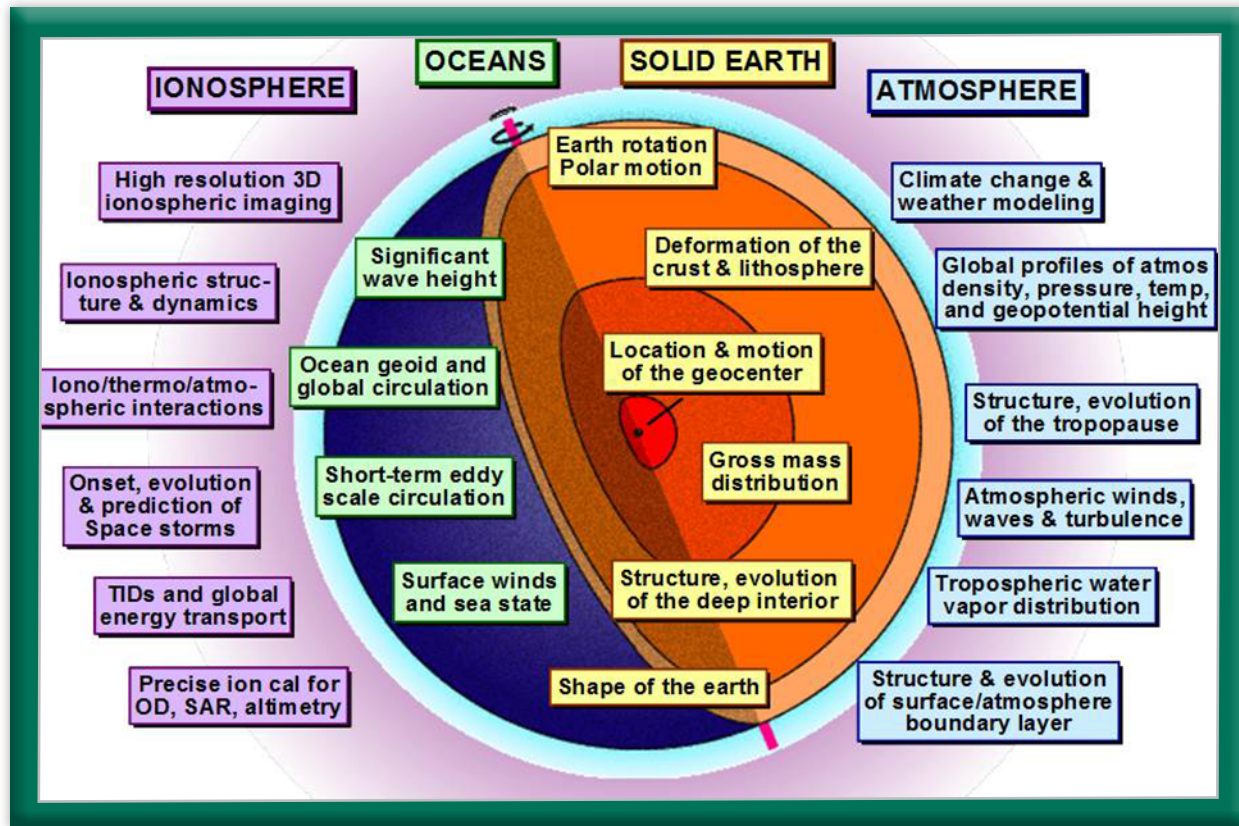 IONOSPHERE
OCEANS
SOLID EARTH
ATMOSPHERE
High resolution 3D
ionospheric imaging
Ionospheric struc-
ture & dynamics
Iono/thermo/atmo-
spheric interactions
Onset, evolution
& prediction of
Space storms
TIDs and global
energy transport
Precise ion cal for
OD, SAR, altimetry
Significant
wave height
Ocean geoid and
global circulation
Short-term eddy
scale circulation
Surface winds
and sea state
Earth rotation
Polar motion
Deformation of the
crust & lithosphere
Location & motion
of the geocenter
Gross mass
distribution
Structure, evolution
of the deep interior
Shape of the earth
Climate change &
weather modeling
Global profiles of atmos
density, pressure, temp,
and geopotential height
Structure, evolution
of the tropopause
Atmospheric winds,
waves & turbulence
Tropospheric water
vapor distribution
Structure & evolution
of surface/atmosphere
boundary layer